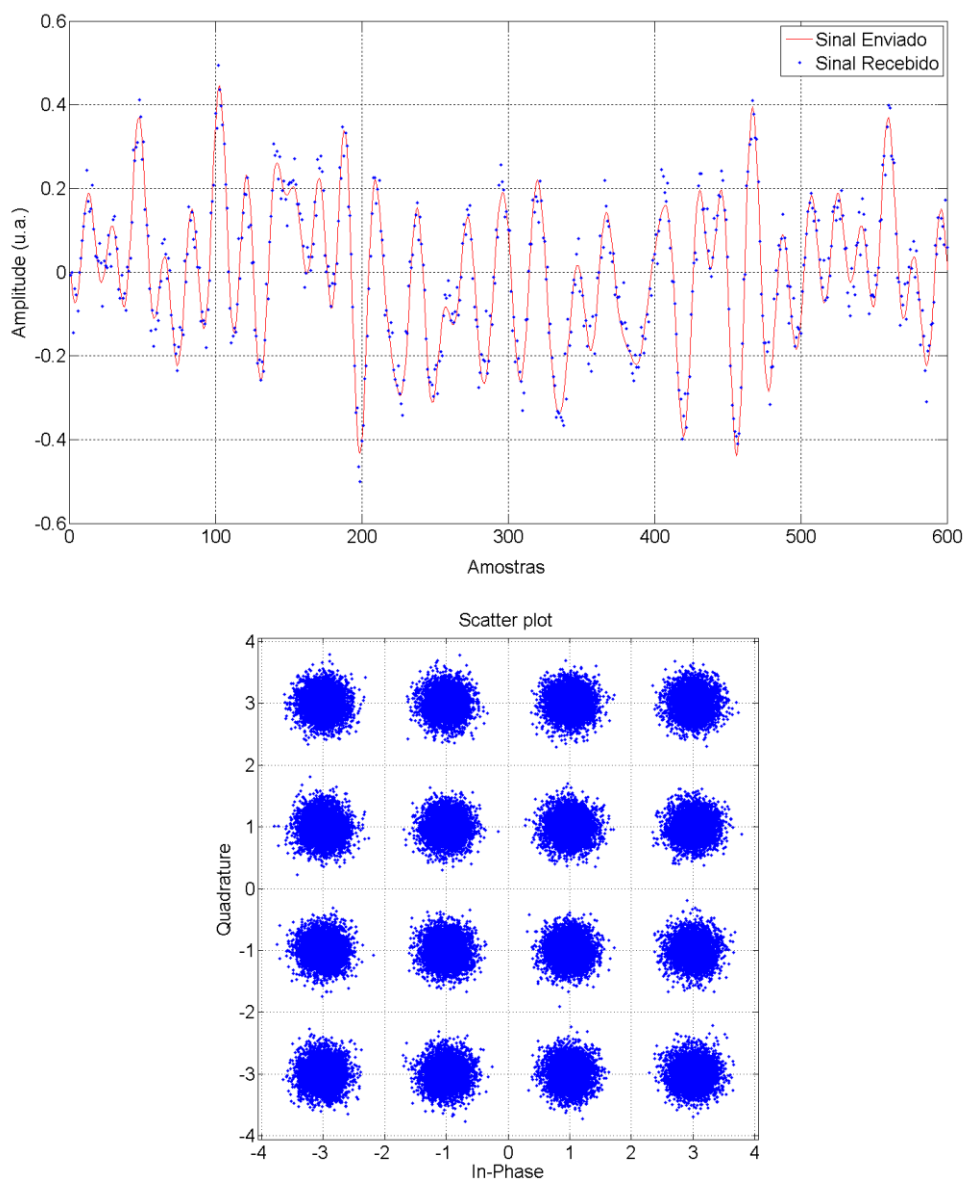 Sinal Enviado
Sinal Recebido
Amplitude (u.a.)
0.6
0.4
0.2
0
-0.2
-0.4
-0.6
0 100 200 300 400 500 600
Amostras
Scatter plot
Quadrature
4
3
2
1
0
-1
-2
-3
-4
-4 -3 -2 -1 0 1 2 3 4
In-Phase